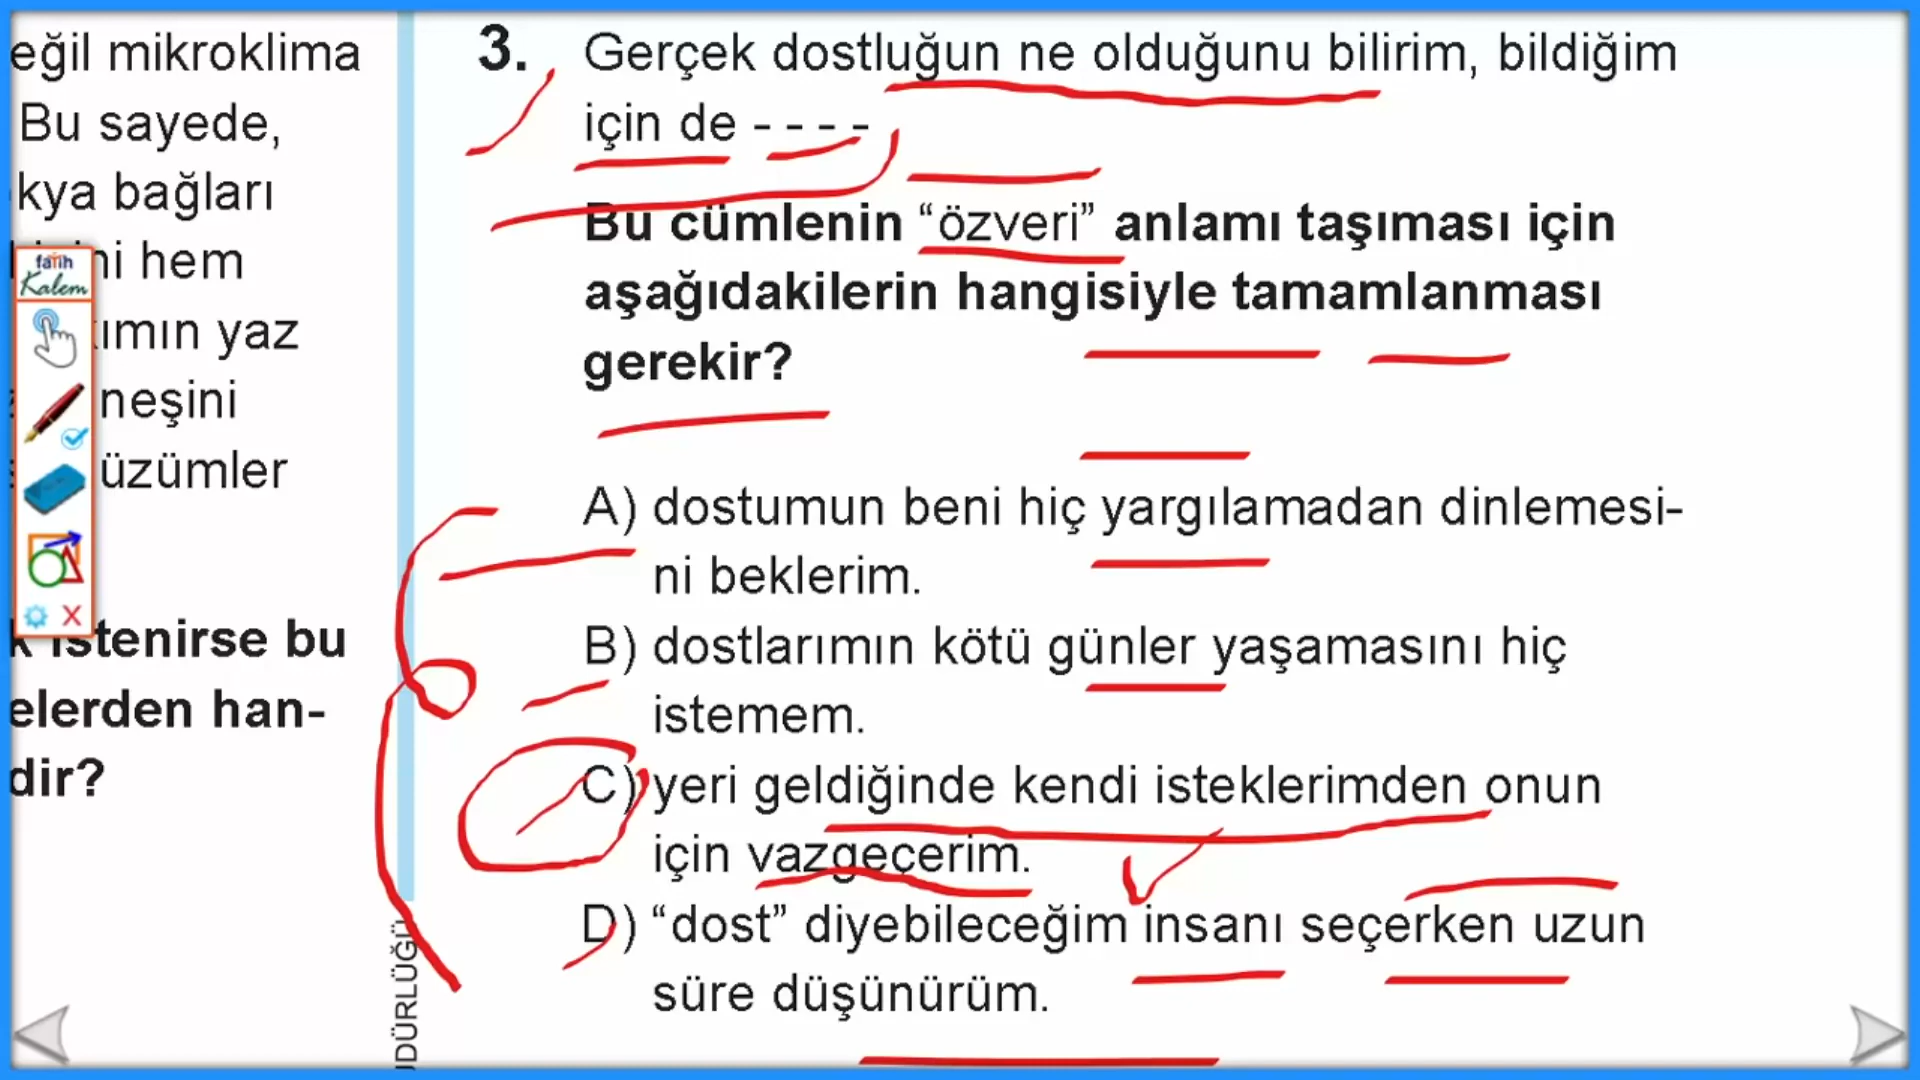 eğil mikroklima
Bu sayede,
kya bağları
ni hem
ımın yaz
neşini
üzümler
istenirse bu
elerden han-
dir?
fatih
Kalem
3. Gerçek dostluğun ne olduğunu bilirim, bildiğim
için de - - - -
Bu cümlenin “özveri” anlamı taşıması için
aşağıdakilerin hangisiyle tamamlanması
gerekir?
A) dostumun beni hiç yargılamadan dinlemesi-
ni beklerim.
B) dostlarımın kötü günler yaşamasını hiç
istemem.
C) yeri geldiğinde kendi isteklerimden onun
için vazgeçerim.
D) “dost” diyebileceğim insanı seçerken uzun
süre düşünürüm.
DÜRLÜĞÜ